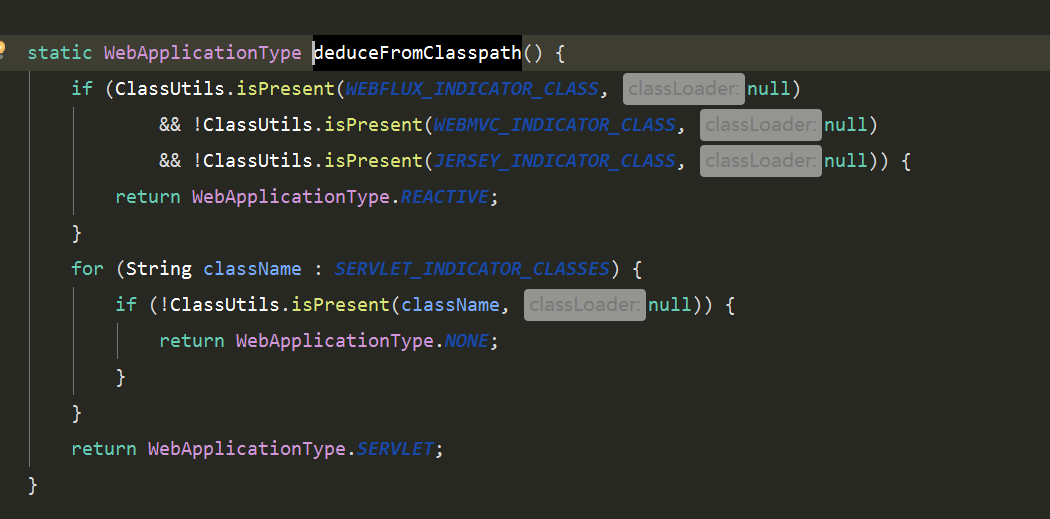 static WebApplicationType deduceFromClasspath() {
if (ClassUtils.isPresent(WEBFLUX_INDICATOR_CLASS, classLoader: null)
&& !ClassUtils.isPresent(WEBMVC_INDICATOR_CLASS, classLoader: null)
&& !ClassUtils.isPresent(JERSEY_INDICATOR_CLASS, classLoader: null)) {
return WebApplicationType.REACTIVE;
}
for (String className : SERVLET_INDICATOR_CLASSES) {
if (!ClassUtils.isPresent(className, classLoader: null)) {
return WebApplicationType.NONE;
}
}
return WebApplicationType.SERVLET;
}